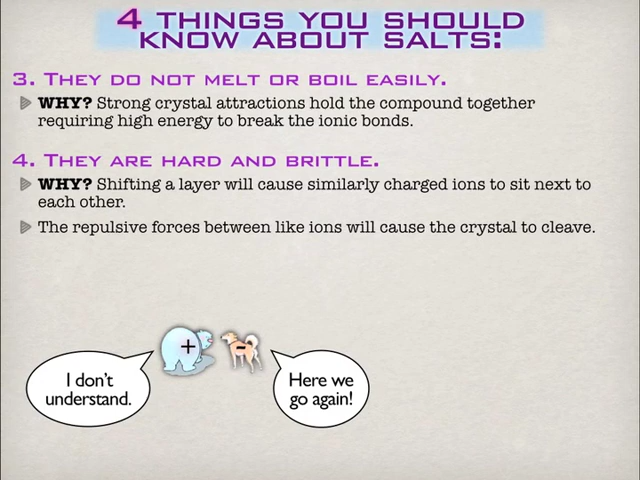 4 THINGS YOU SHOULD
KNOW ABOUT SALTS:
3. THEY DO NOT MELT OR BOIL EASILY.
WHY? Strong crystal attractions hold the compound together
requiring high energy to break the ionic bonds.
4. THEY ARE HARD AND BRITTLE.
WHY? Shifting a layer will cause similarly charged ions to sit next to
each other.
The repulsive forces between like ions will cause the crystal to cleave.
+ -
I don't
understand.
Here we
go again!